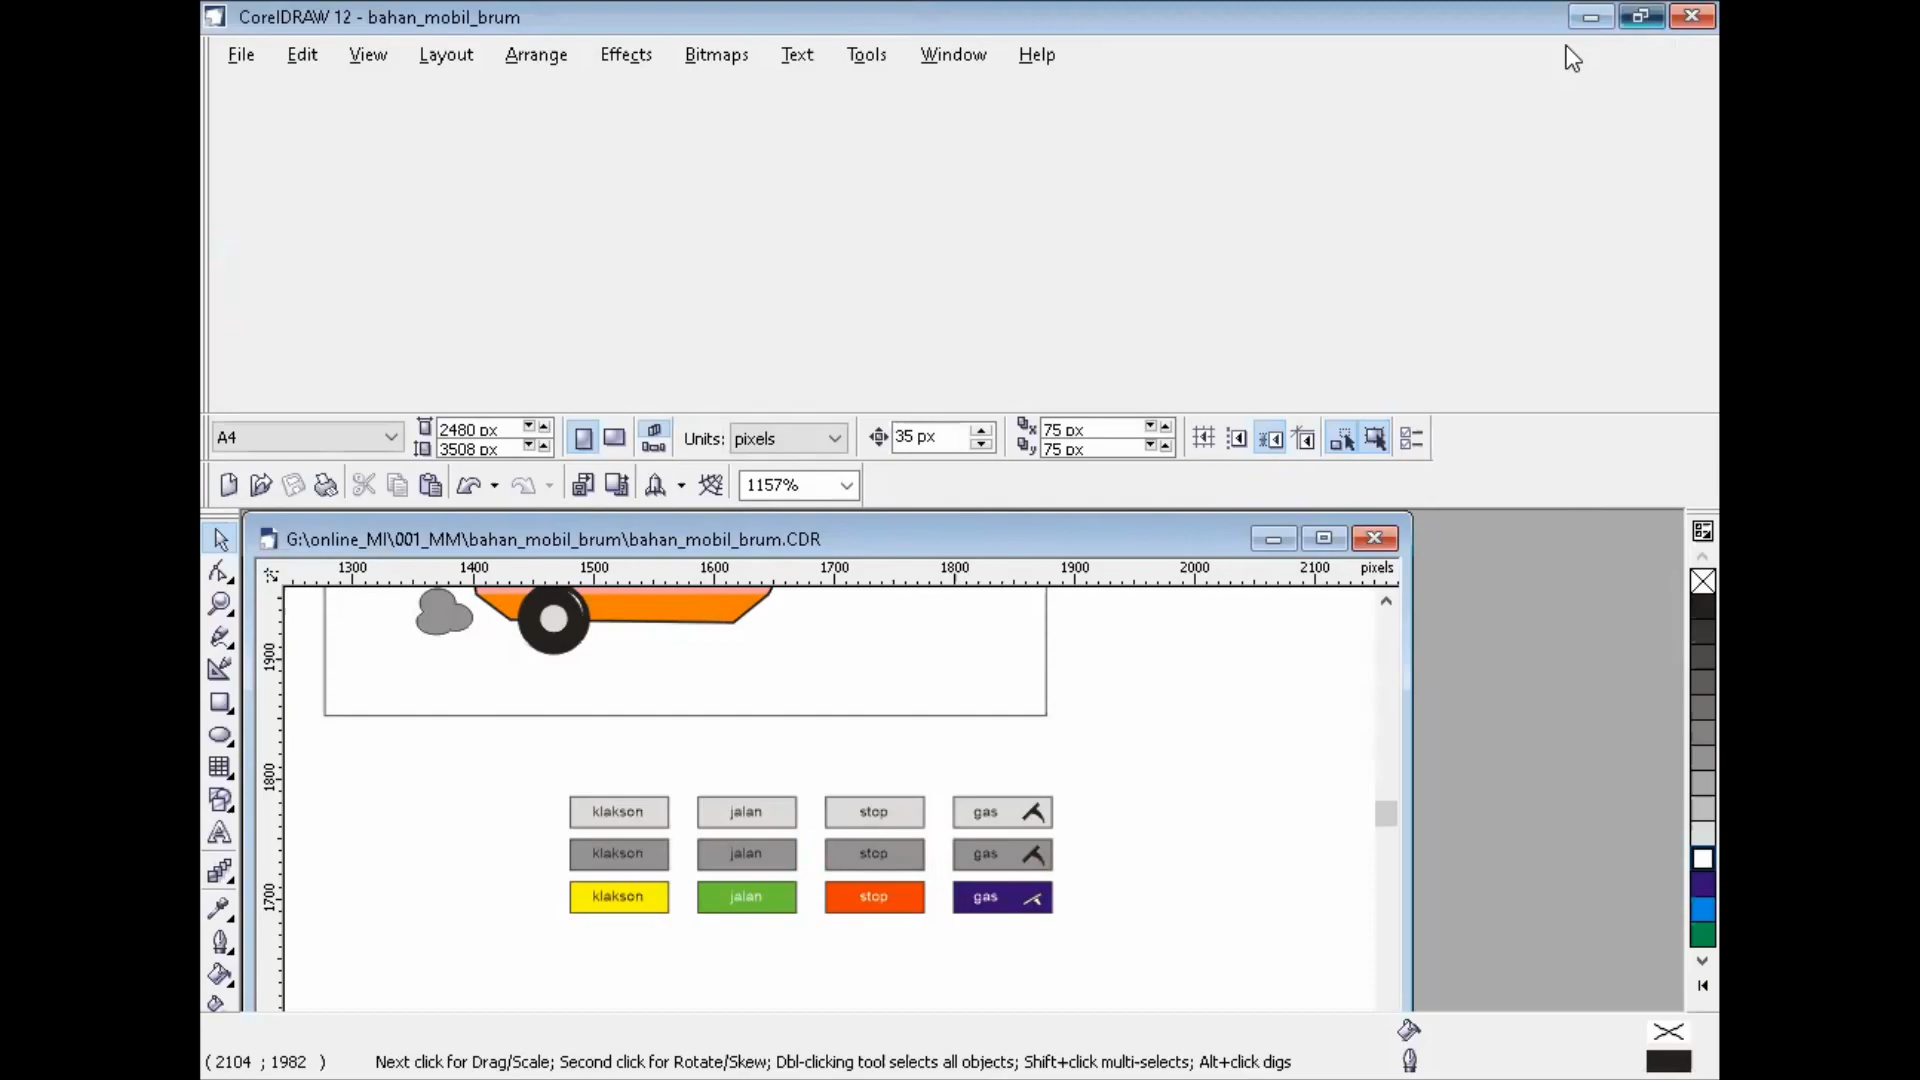 CorelDRAW 12 - bahan_mobil_brum
File Edit View Layout Arrange Effects Bitmaps Text Tools Window Help
A4 2480 px Units: pixels 35 px 75 px
3508 px 75 px
1157%
G:\online_MI\001_MM\bahan_mobil_brum\bahan_mobil_brum.CDR
1300 1400 1500 1600 1700 1800 1900 2000 2100 pixels
1900
1800
1700
klakson jalan stop gas
klakson jalan stop gas
klakson jalan stop gas
( 2104 ; 1982 ) Next click for Drag/Scale; Second click for Rotate/Skew; Dbl-clicking tool selects all objects; Shift+click multi-selects; Alt+click digs